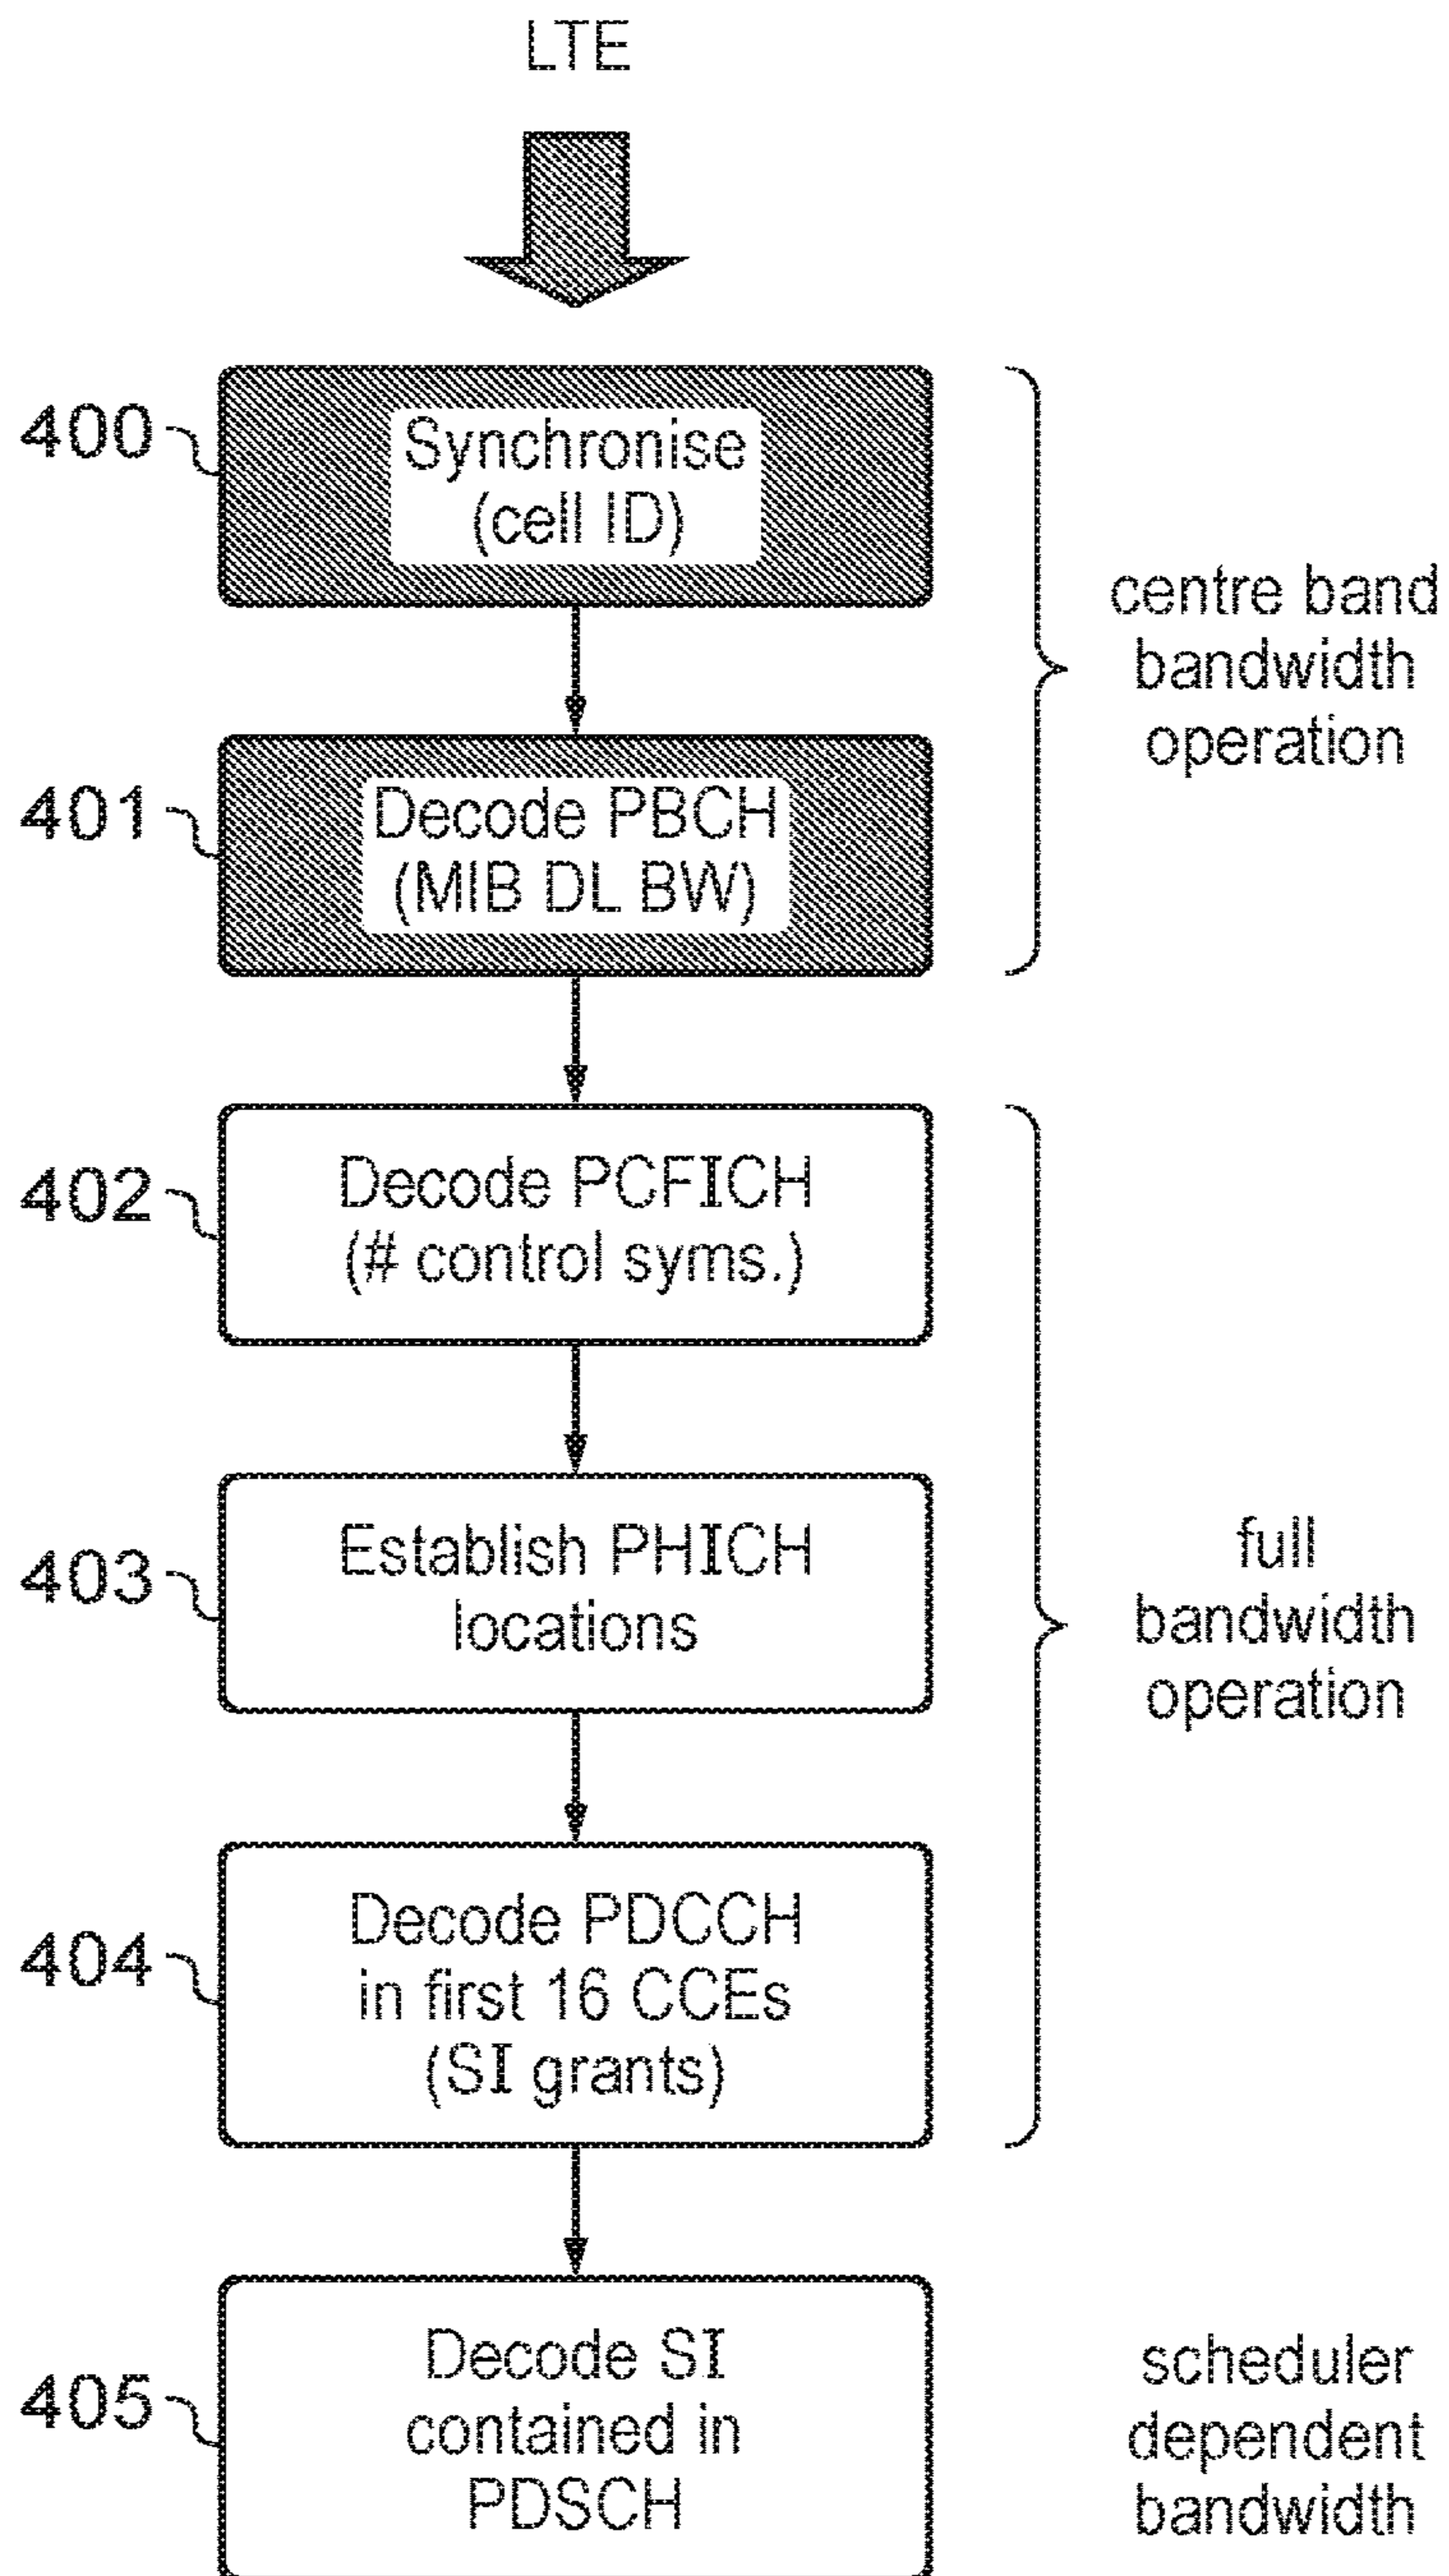 LTE
400
Synchronise
(cell ID)
centre band
bandwidth
operation
401
Decode PBCH
(MIB DL BW)
402
Decode PCFICH
(# control syms.)
403
Establish PHICH
locations
full
bandwidth
operation
404
Decode PDCCH
in first 16 CCEs
(SI grants)
405
Decode SI
contained in
PDSCH
scheduler
dependent
bandwidth